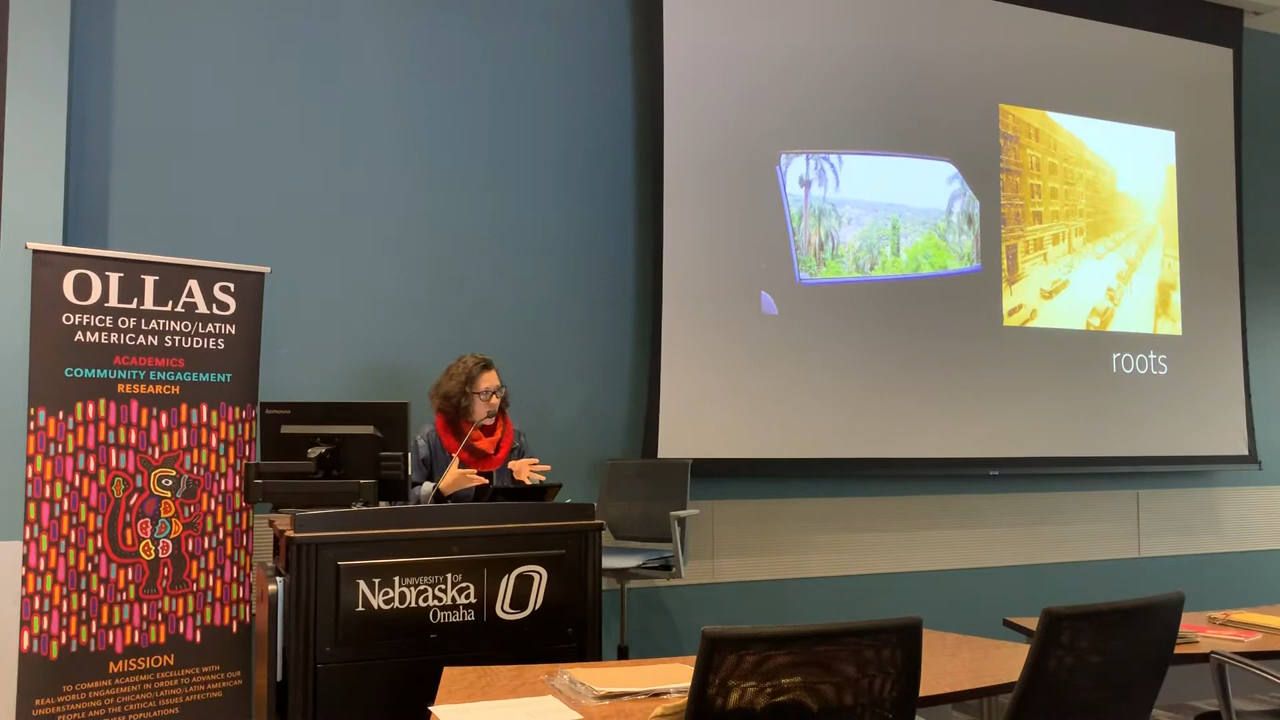 OLLAS
OFFICE OF LATINO/LATIN
AMERICAN STUDIES
ACADEMICS
COMMUNITY ENGAGEMENT
RESEARCH
MISSION
TO COMBINE ACADEMIC EXCELLENCE WITH
REAL-WORLD ENGAGEMENT IN ORDER TO ADVANCE OUR
UNDERSTANDING OF CHICANO/LATINO/LATIN AMERICAN
PEOPLE AND THE CRITICAL ISSUES AFFECTING
THESE POPULATIONS
lenovo
UNIVERSITY OF
Nebraska
Omaha
O
roots